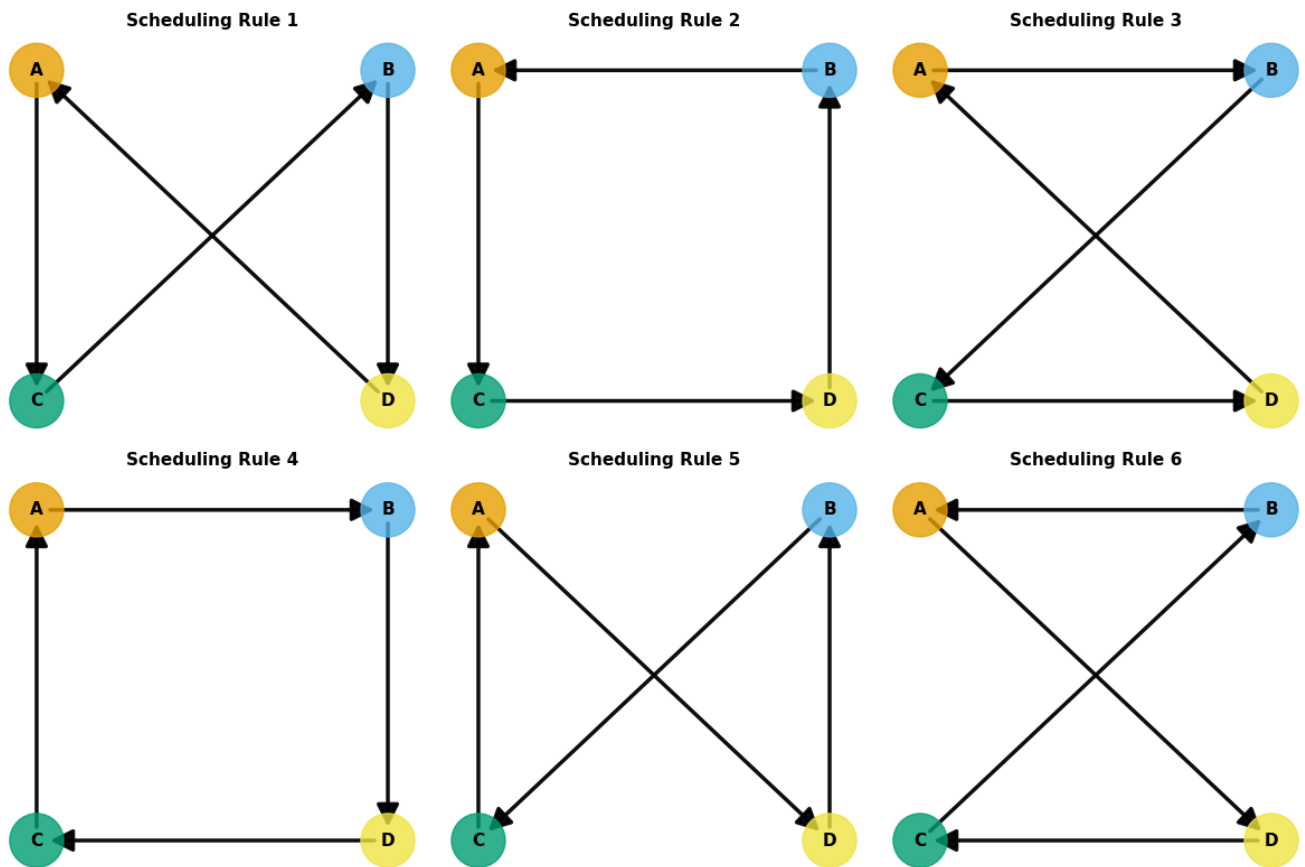 Scheduling Rule 1
A
B
C
D
Scheduling Rule 2
A
B
C
D
Scheduling Rule 3
A
B
C
D
Scheduling Rule 4
A
B
C
D
Scheduling Rule 5
A
B
C
D
Scheduling Rule 6
A
B
C
D